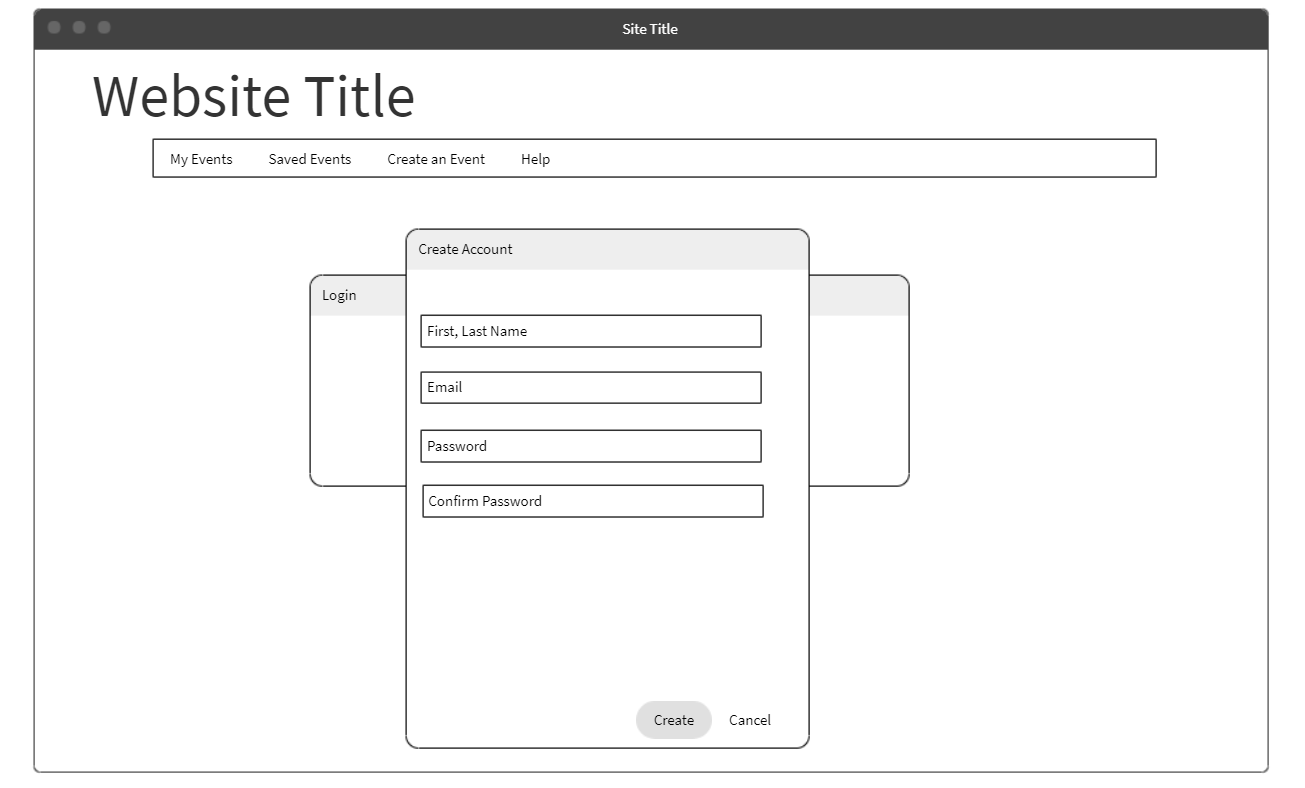 Site Title
Website Title
My Events Saved Events Create an Event Help
Create Account
Login
First, Last Name
Email
Password
Confirm Password
Create Cancel